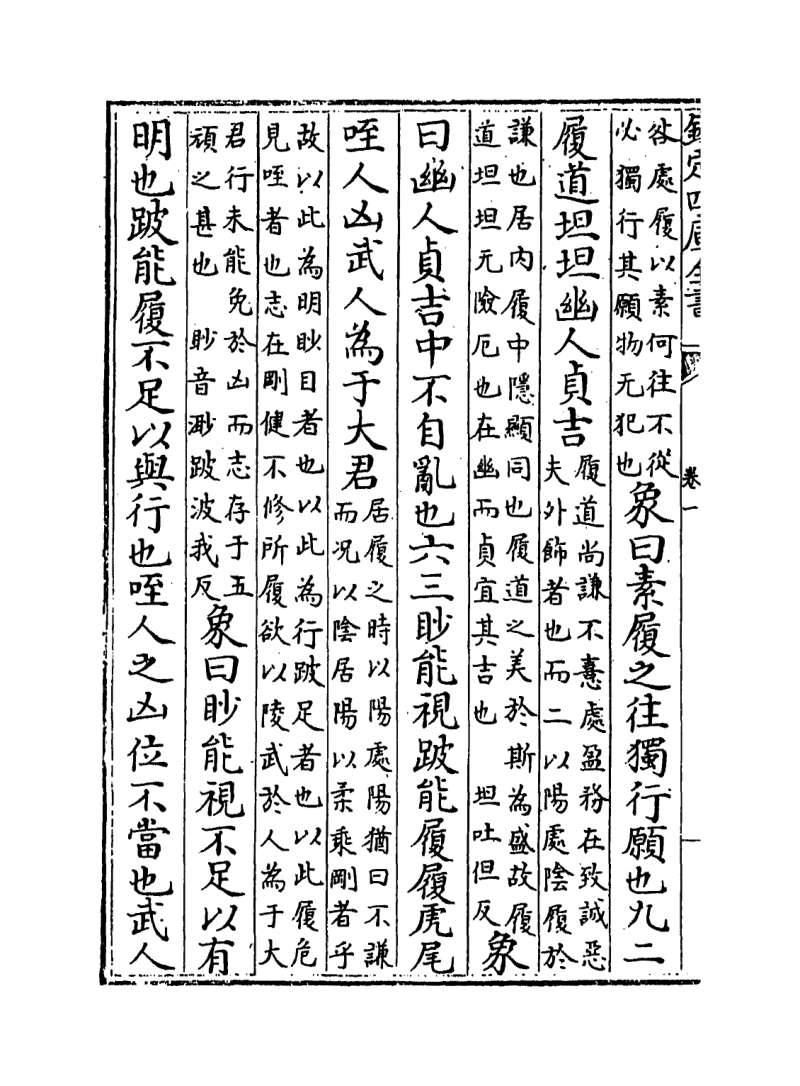 欽定四庫全書 卷一
咎處履以素何往不從
必獨行其願物无犯也
象曰素履之往獨行願也九二
履道坦坦幽人貞吉
履道尚謙不憙處盈務在致誠惡
夫外飾者也而二以陽處陰履於
謙也居内履中隱顯同也履道之美於斯為盛故履
道坦坦无險厄也在幽而貞宜其吉也 坦吐但反
象
曰幽人貞吉中不自亂也六三眇能視跛能履履虎尾
咥人凶武人為于大君
居履之時以陽處陽猶曰不謙
而况以陰居陽以柔乘剛者乎
故以此為明眇目者也以此為行跛足者也以此履危
見咥者也志在剛健不修所履欲以陵武於人為于大
君行未能免於凶而志存于五
頑之甚也 眇音渺跛波我反
象曰眇能視不足以有
明也跛能履不足以與行也咥人之凶位不當也武人